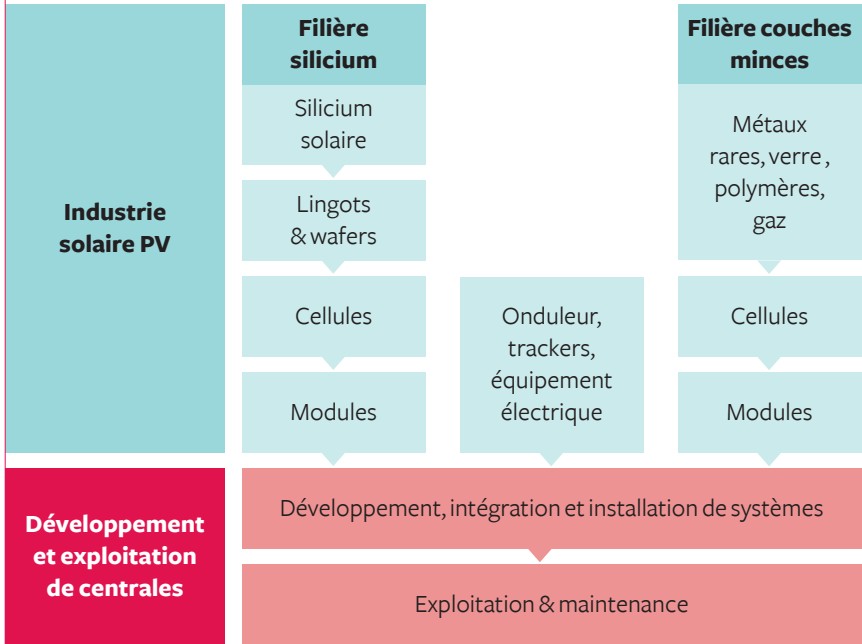 Industrie
solaire PV
Filière
silicium
Silicium
solaire
Lingots
& wafers
Cellules
Modules
Onduleur,
trackers,
équipement
électrique
Filière couches
minces
Métaux
rares, verre ,
polymères,
gaz
Cellules
Modules
Développement
et exploitation
de centrales
Développement, intégration et installation de systèmes
Exploitation & maintenance